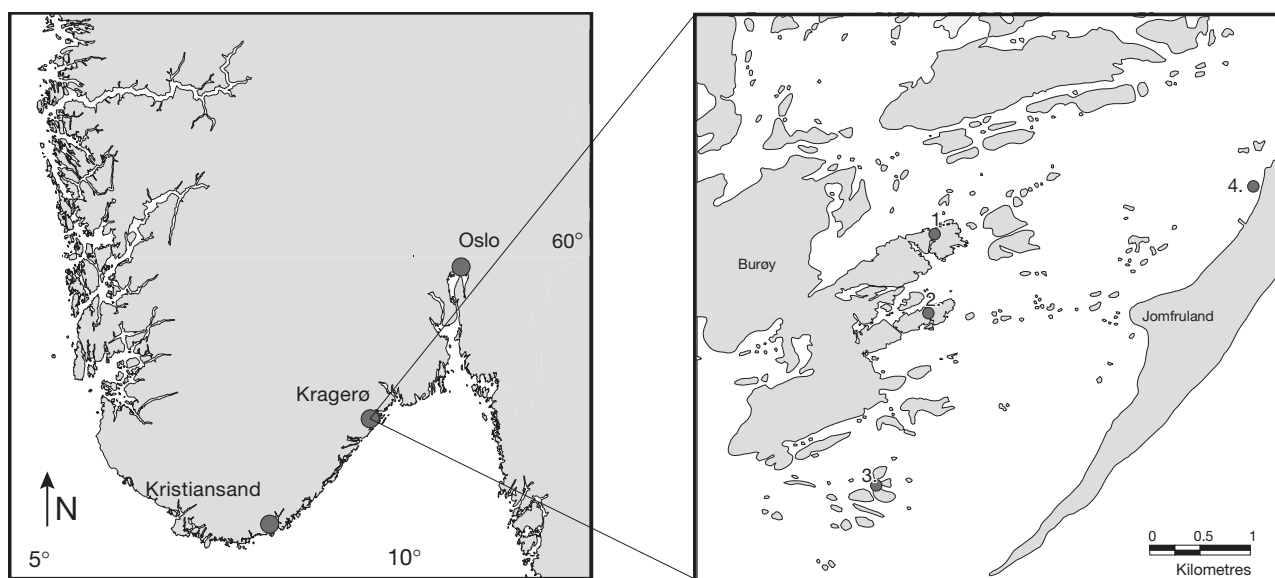 Oslo
60°
Kragerø
Kristiansand
N
5°
10°
1.
4.
Burøy
2
Jomfruland
3.
0 0.5 1
Kilometres